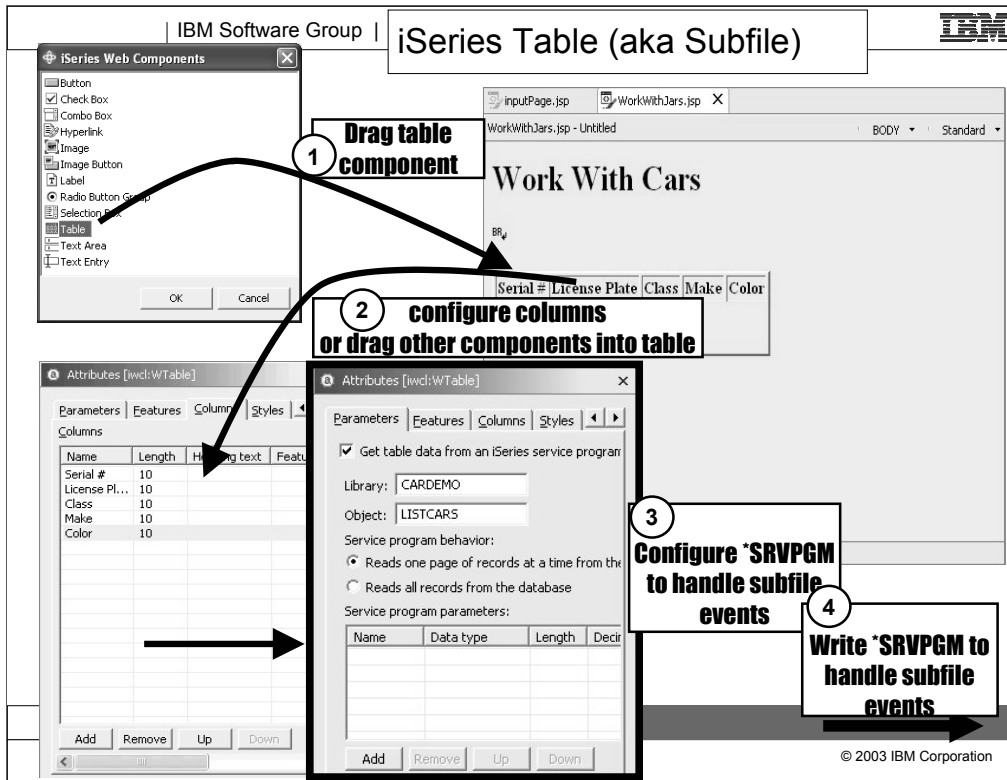 IBM Software Group |
iSeries Table (aka Subfile)
IBM
iSeries Web Components
Button
Check Box
Combo Box
Hyperlink
Image
Image Button
Label
Radio Button Group
Selection Box
Table
Text Area
Text Entry
OK Cancel
1
Drag table
component
inputPage.jsp WorkWithJars.jsp
WorkWithJars.jsp - Untitled BODY Standard
Work With Cars
BR
Serial # License Plate Class Make Color
2
configure columns
or drag other components into table
Attributes [iwcl:WTable]
Parameters Features Column Styles
Columns
Name Length Heading text Featu
Serial # 10
License Pl... 10
Class 10
Make 10
Color 10
Add Remove Up Down
Attributes [iwcl:WTable]
Parameters Features Columns Styles
Get table data from an iSeries service program
Library: CARDEMO
Object: LISTCARS
Service program behavior:
Reads one page of records at a time from the
Reads all records from the database
Service program parameters:
Name Data type Length Decir
Add Remove Up Down
3
Configure *SRVPGM
to handle subfile
events
4
Write *SRVPGM to
handle subfile
events
© 2003 IBM Corporation